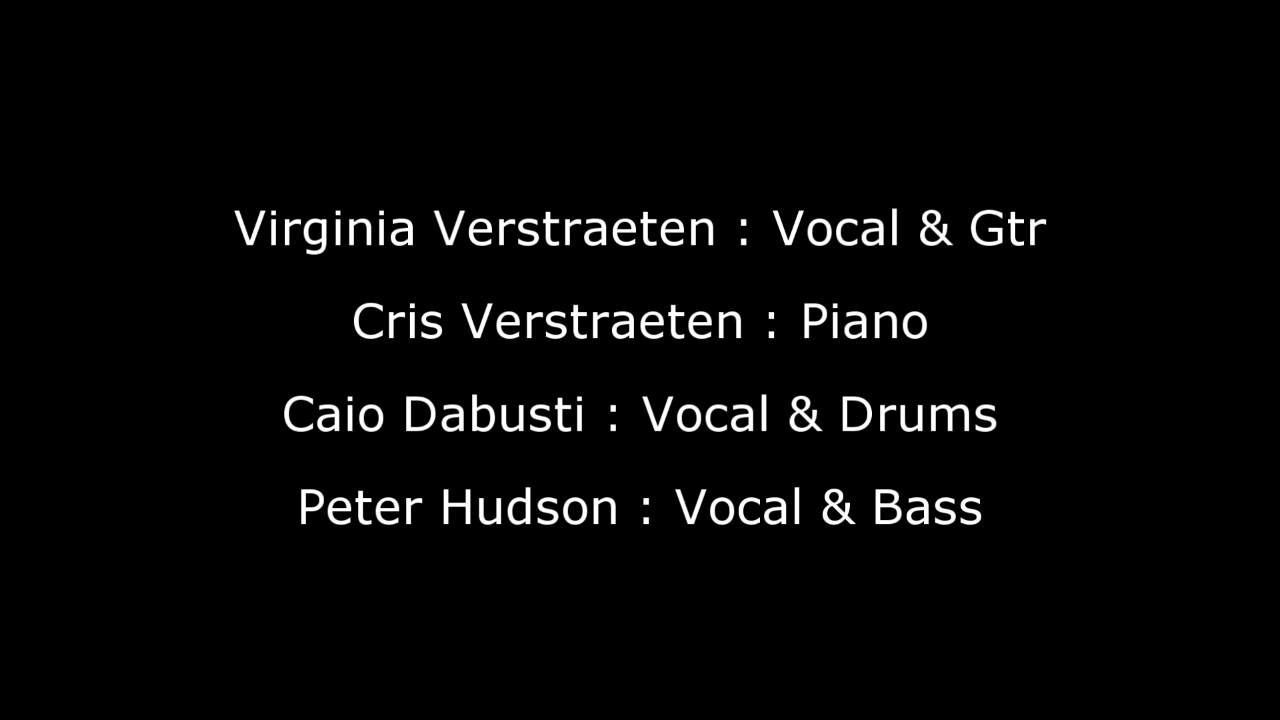 Virginia Verstraeten : Vocal & Gtr
Cris Verstraeten : Piano
Caio Dabusti : Vocal & Drums
Peter Hudson : Vocal & Bass